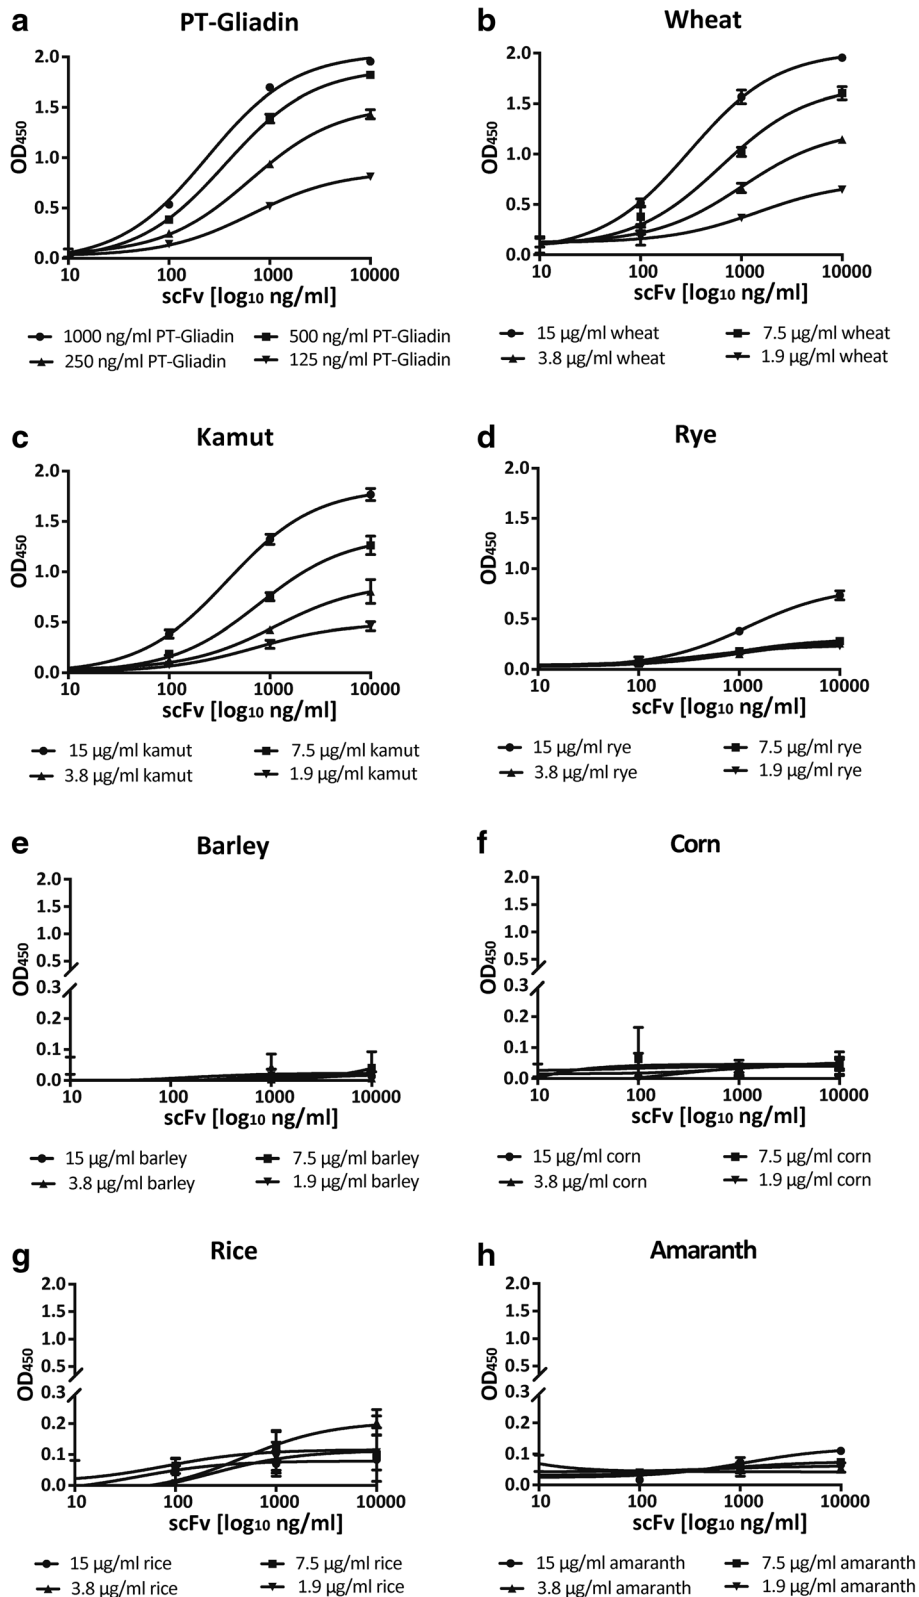 a PT-Gliadin
2.0
1.5
1.0
0.5
0.0
OD450
10 100 1000 10000
scFv [log10 ng/ml]
1000 ng/ml PT-Gliadin 500 ng/ml PT-Gliadin
250 ng/ml PT-Gliadin 125 ng/ml PT-Gliadin
b Wheat
2.0
1.5
1.0
0.5
0.0
OD450
10 100 1000 10000
scFv [log10 ng/ml]
15 µg/ml wheat 7.5 µg/ml wheat
3.8 µg/ml wheat 1.9 µg/ml wheat
c Kamut
2.0
1.5
1.0
0.5
0.0
OD450
10 100 1000 10000
scFv [log10 ng/ml]
15 µg/ml kamut 7.5 µg/ml kamut
3.8 µg/ml kamut 1.9 µg/ml kamut
d Rye
2.0
1.5
1.0
0.5
0.0
OD450
10 100 1000 10000
scFv [log10 ng/ml]
15 µg/ml rye 7.5 µg/ml rye
3.8 µg/ml rye 1.9 µg/ml rye
e Barley
2.0
1.5
1.0
0.5
0.3
0.2
0.1
0.0
OD450
10 100 1000 10000
scFv [log10 ng/ml]
15 µg/ml barley 7.5 µg/ml barley
3.8 µg/ml barley 1.9 µg/ml barley
f Corn
2.0
1.5
1.0
0.5
0.3
0.2
0.1
0.0
OD450
10 100 1000 10000
scFv [log10 ng/ml]
15 µg/ml corn 7.5 µg/ml corn
3.8 µg/ml corn 1.9 µg/ml corn
g Rice
2.0
1.5
1.0
0.5
0.3
0.2
0.1
0.0
OD450
10 100 1000 10000
scFv [log10 ng/ml]
15 µg/ml rice 7.5 µg/ml rice
3.8 µg/ml rice 1.9 µg/ml rice
h Amaranth
2.0
1.5
1.0
0.5
0.3
0.2
0.1
0.0
OD450
10 100 1000 10000
scFv [log10 ng/ml]
15 µg/ml amaranth 7.5 µg/ml amaranth
3.8 µg/ml amaranth 1.9 µg/ml amaranth